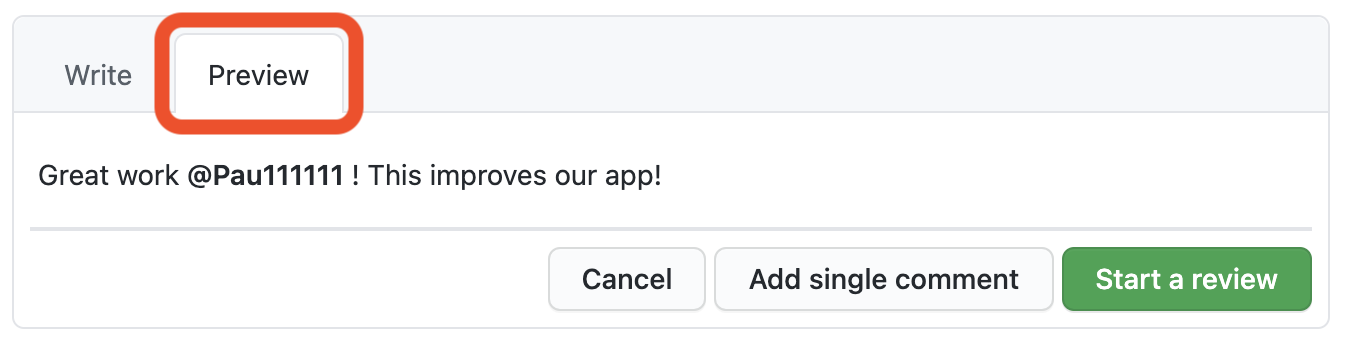 Write Preview
Great work @Pau111111 ! This improves our app!
Cancel Add single comment Start a review